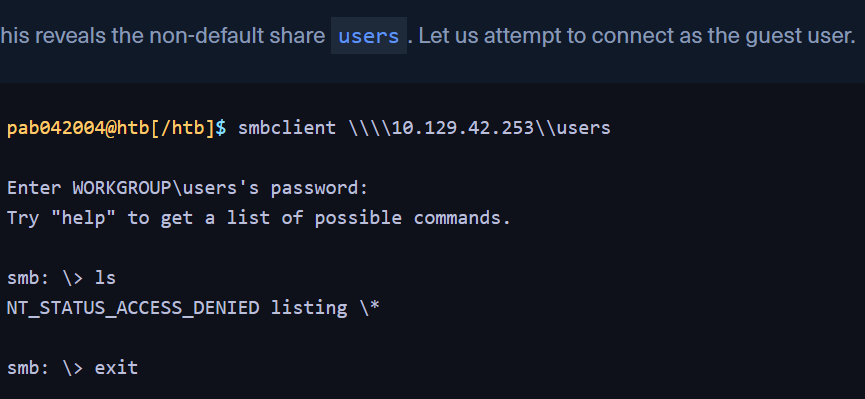 his reveals the non-default share users. Let us attempt to connect as the guest user.
pab042004@htb[/htb]$ smbclient \\\\10.129.42.253\\users
Enter WORKGROUP\users's password:
Try "help" to get a list of possible commands.
smb: \> ls
NT_STATUS_ACCESS_DENIED listing \*
smb: \> exit